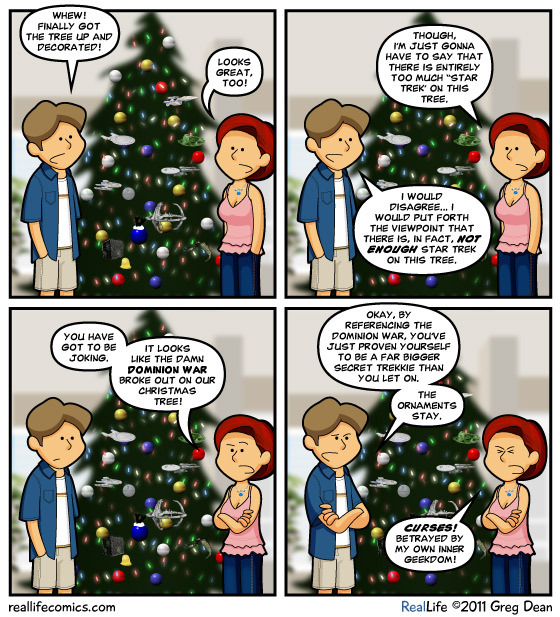 WHEW!
FINALLY GOT
THE TREE UP AND
DECORATED!
LOOKS
GREAT,
TOO!
THOUGH,
I'M JUST GONNA
HAVE TO SAY THAT
THERE IS ENTIRELY
TOO MUCH "STAR
TREK' ON THIS
TREE.
I WOULD
DISAGREE... I
WOULD PUT FORTH
THE VIEWPOINT THAT
THERE IS, IN FACT, NOT
ENOUGH STAR TREK
ON THIS TREE.
YOU HAVE
GOT TO BE
JOKING.
IT LOOKS
LIKE THE DAMN
DOMINION WAR
BROKE OUT ON OUR
CHRISTMAS
TREE!
OKAY, BY
REFERENCING THE
DOMINION WAR, YOU'VE
JUST PROVEN YOURSELF
TO BE A FAR BIGGER
SECRET TREKKIE THAN
YOU LET ON.
THE
ORNAMENTS
STAY.
CURSES!
BETRAYED BY
MY OWN INNER
GEEKDOM!
reallifecomics.com
RealLife ©2011 Greg Dean